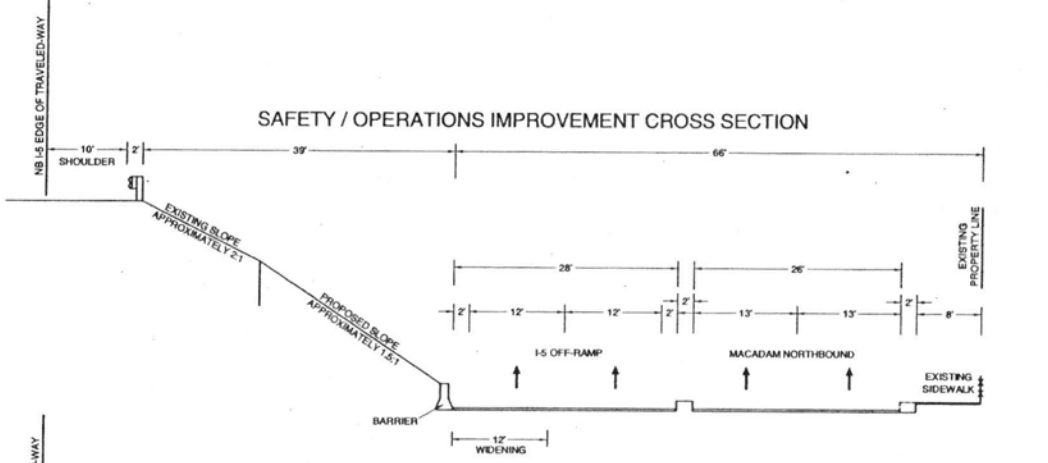 NB I-5 EDGE OF TRAVELED-WAY
SAFETY / OPERATIONS IMPROVEMENT CROSS SECTION
10'
SHOULDER
2'
39'
66'
EXISTING SLOPE
APPROXIMATELY 2:1
EXISTING
PROPERTY LINE
28'
26'
2'
2'
2'
12'
12'
2'
13'
13'
8'
PROPOSED SLOPE
APPROXIMATELY 1.5:1
I-5 OFF-RAMP
MACADAM NORTHBOUND
EXISTING
SIDEWALK
BARRIER
12'
WIDENING
-WAY